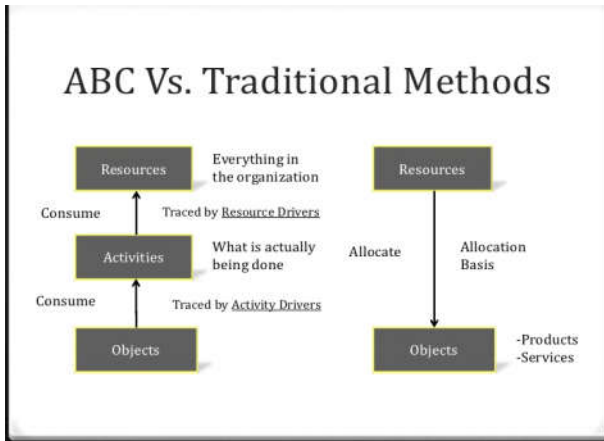 ABC Vs. Traditional Methods
Resources
Everything in
the organization
Consume
Traced by Resource Drivers
Activities
What is actually
being done
Consume
Traced by Activity Drivers
Objects
Resources
Allocate
Allocation
Basis
Objects
-Products
-Services